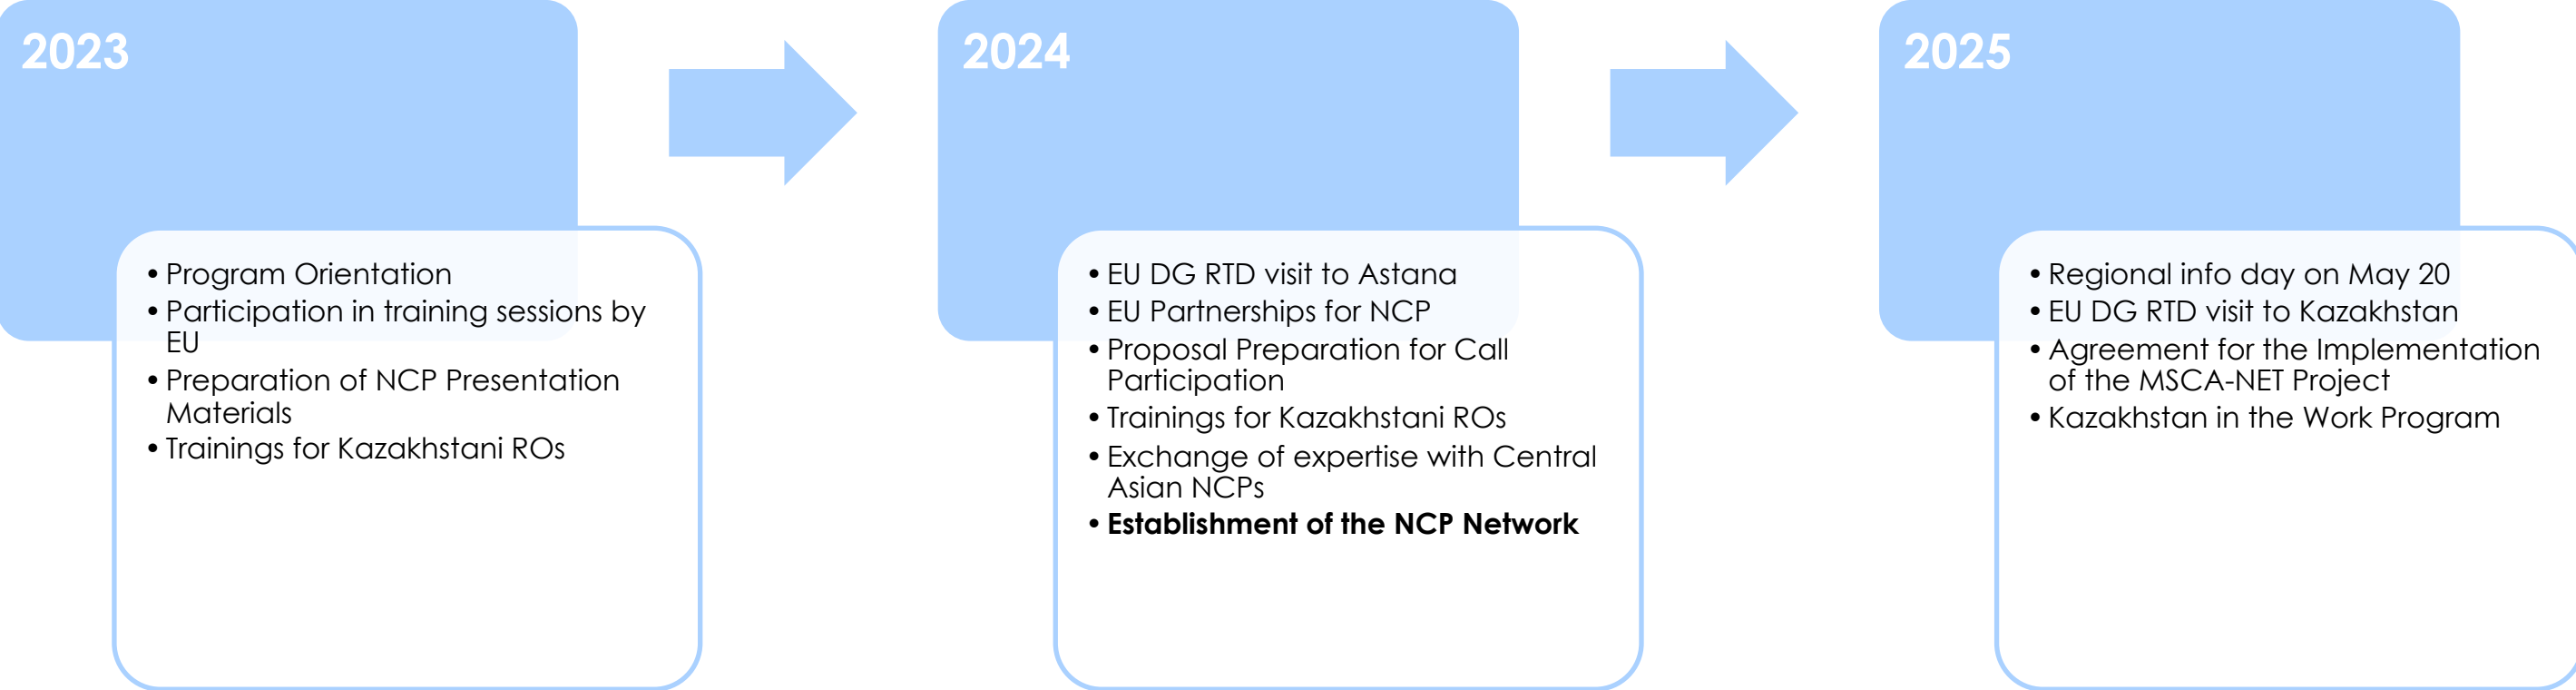 2023
• Program Orientation
• Participation in training sessions by
EU
• Preparation of NCP Presentation
Materials
• Trainings for Kazakhstani ROs
2024
• EU DG RTD visit to Astana
• EU Partnerships for NCP
• Proposal Preparation for Call
Participation
• Trainings for Kazakhstani ROs
• Exchange of expertise with Central
Asian NCPs
• Establishment of the NCP Network
2025
• Regional info day on May 20
• EU DG RTD visit to Kazakhstan
• Agreement for the Implementation
of the MSCA-NET Project
• Kazakhstan in the Work Program